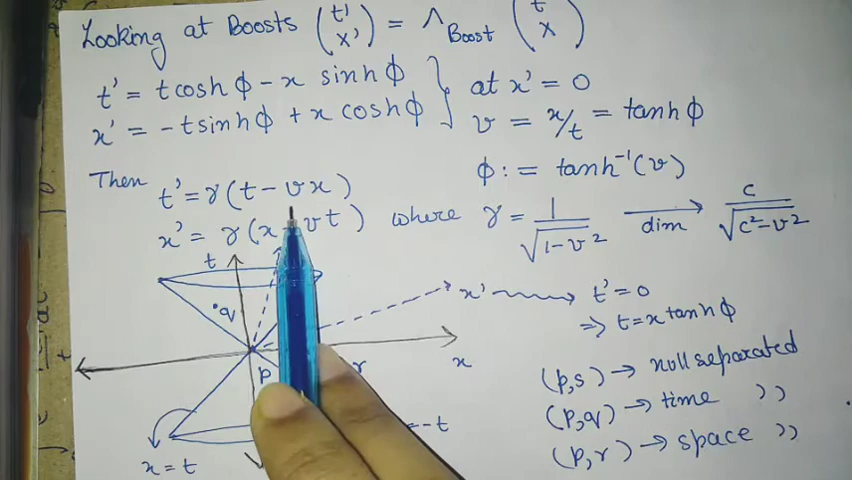 Looking at Boosts (t' x') = Λ Boost (t x)
t' = t cosh ϕ - x sinh ϕ
x' = -t sinh ϕ + x cosh ϕ
at x' = 0
v = x/t = tanh ϕ
ϕ := tanh⁻¹(v)
Then t' = γ(t - vx)
x' = γ(x - vt) where γ = 1/√1-v² dim → c/√c²-v²
t
q
x' t' = 0
⇒ t = x tanh ϕ
x
p r
(p,s) → null separated
(p,q) → time ))
(p,r) → space ))
= -t
x = t